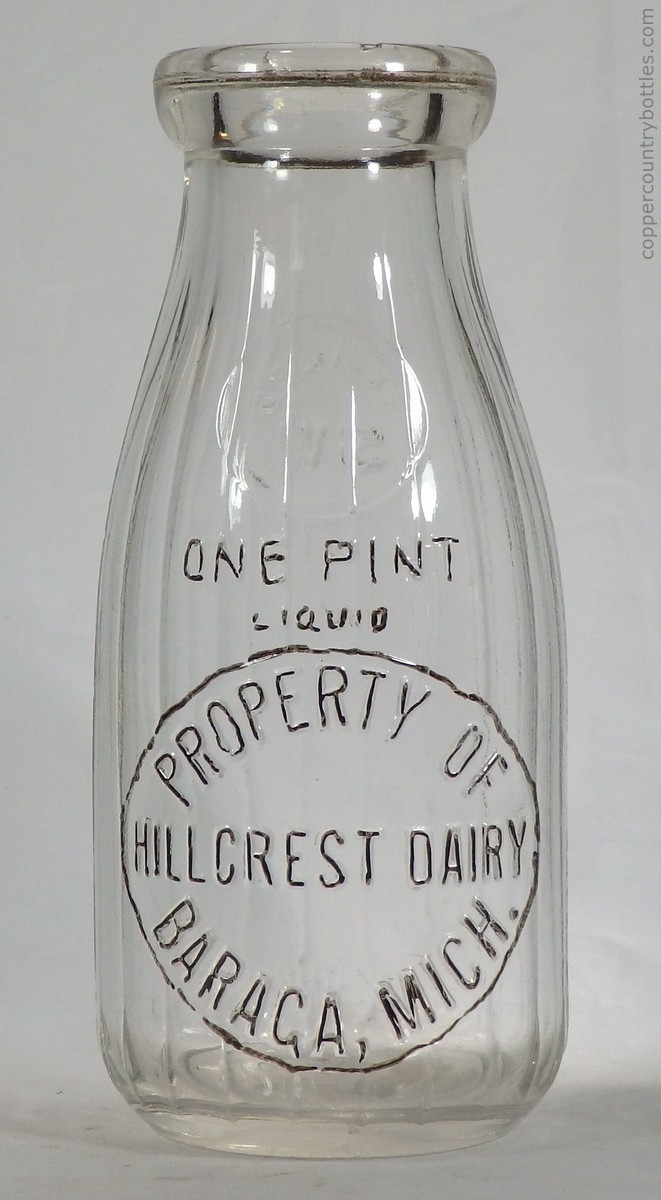 coppercountrybottles.com
ONE PINT
LIQUID
PROPERTY OF
HILLCREST DAIRY
BARAGA, MICH.